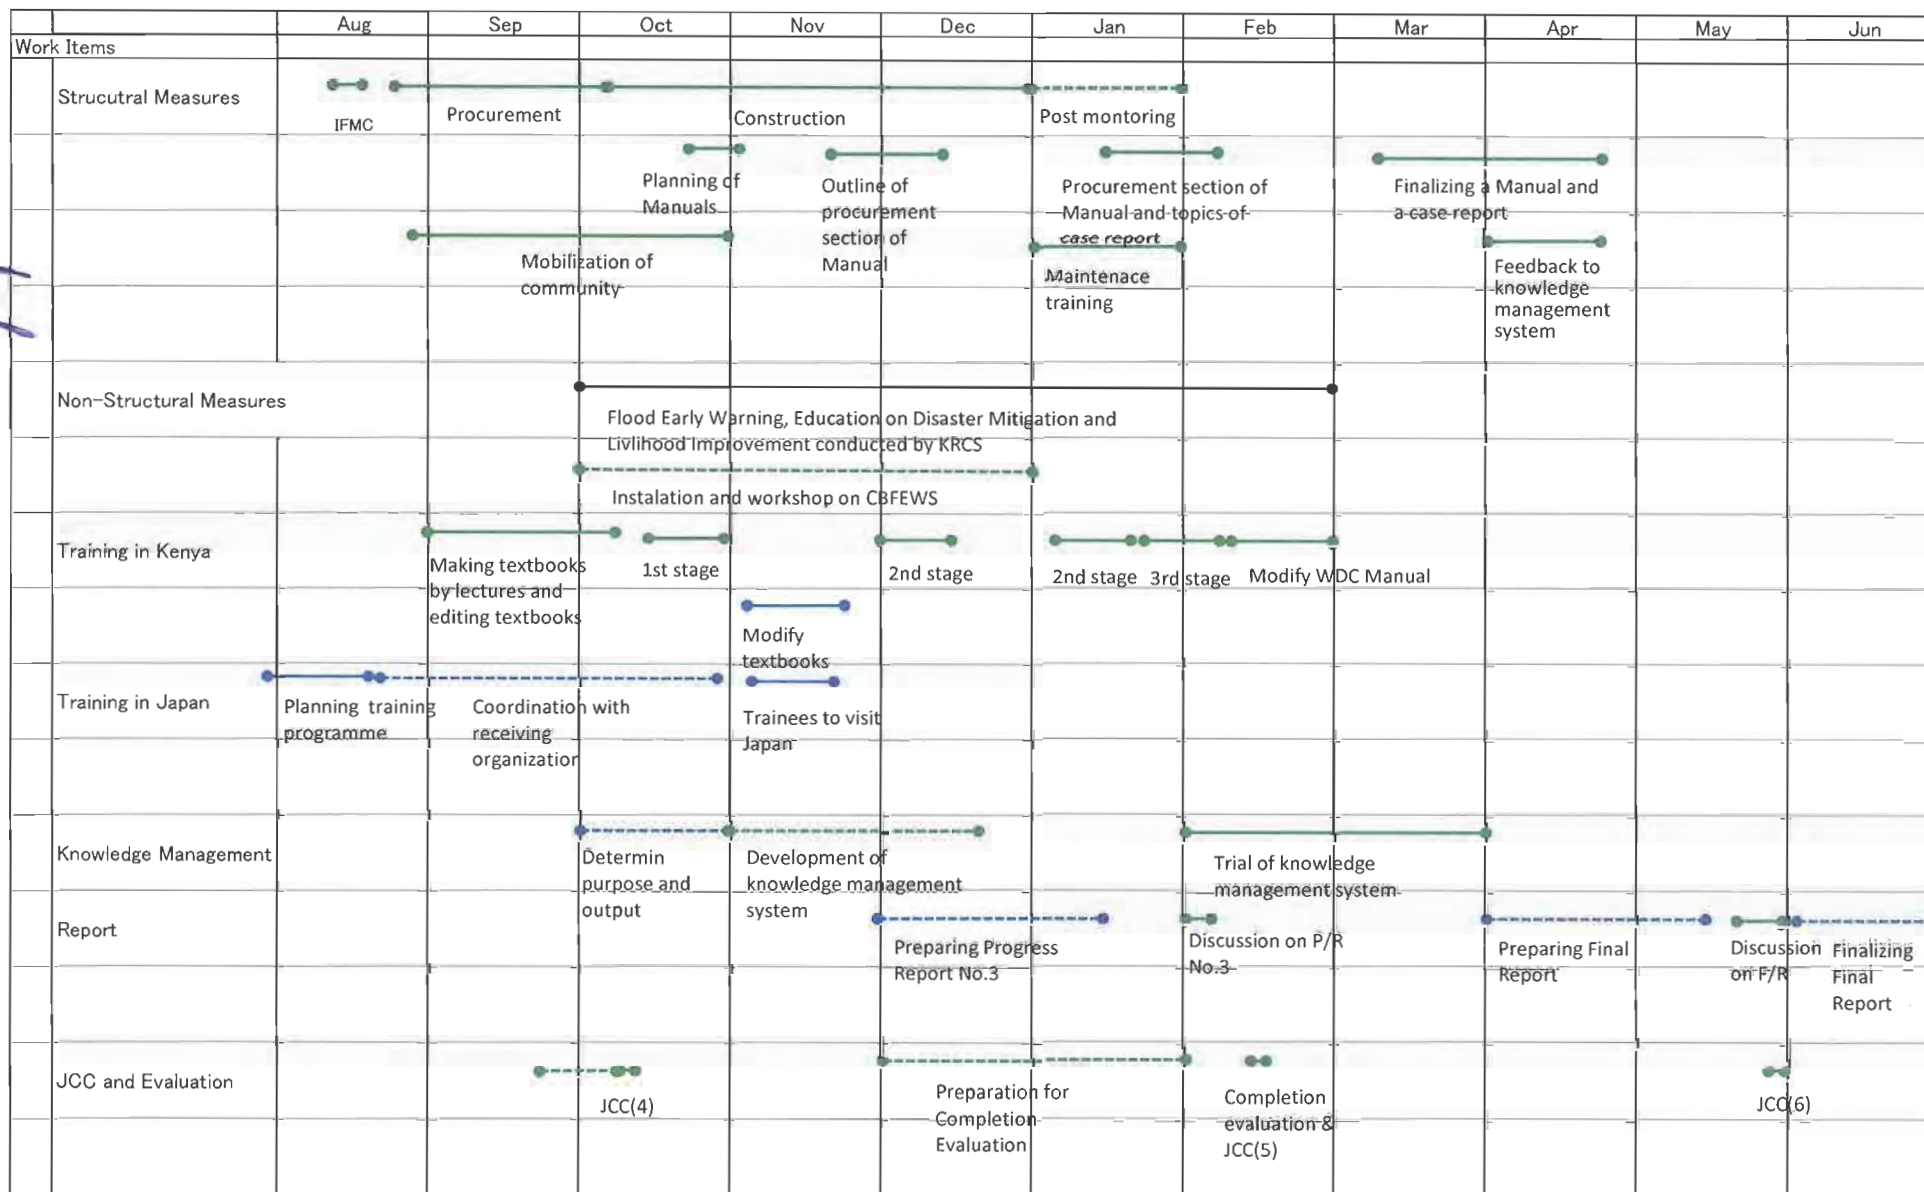 Aug Sep Oct Nov Dec Jan Feb Mar Apr May Jun
Work Items
Strucutral Measures
IFMC
Procurement
Construction
Post montoring
Planning of
Manuals
Outline of
procurement
section of
Manual
Procurement section of
Manual and topics of
case report
Finalizing a Manual and
a case report
Mobilization of
community
Maintenace
training
Feedback to
knowledge
management
system
Non-Structural Measures
Flood Early Warning, Education on Disaster Mitigation and
Livlihood Improvement conducted by KRCS
Instalation and workshop on CBFEWS
Training in Kenya
Making textbooks
by lectures and
editing textbooks
1st stage
2nd stage
2nd stage
3rd stage
Modify WDC Manual
Modify
textbooks
Training in Japan
Planning training
programme
Coordination with
receiving
organization
Trainees to visit
Japan
Knowledge Management
Determin
purpose and
output
Development of
knowledge management
system
Trial of knowledge
management system
Report
Preparing Progress
Report No.3
Discussion on P/R
No.3
Preparing Final
Report
Discussion
on F/R
Finalizing
Final
Report
JCC and Evaluation
JCC(4)
Preparation for
Completion
Evaluation
Completion
evaluation &
JCC(5)
JCC(6)